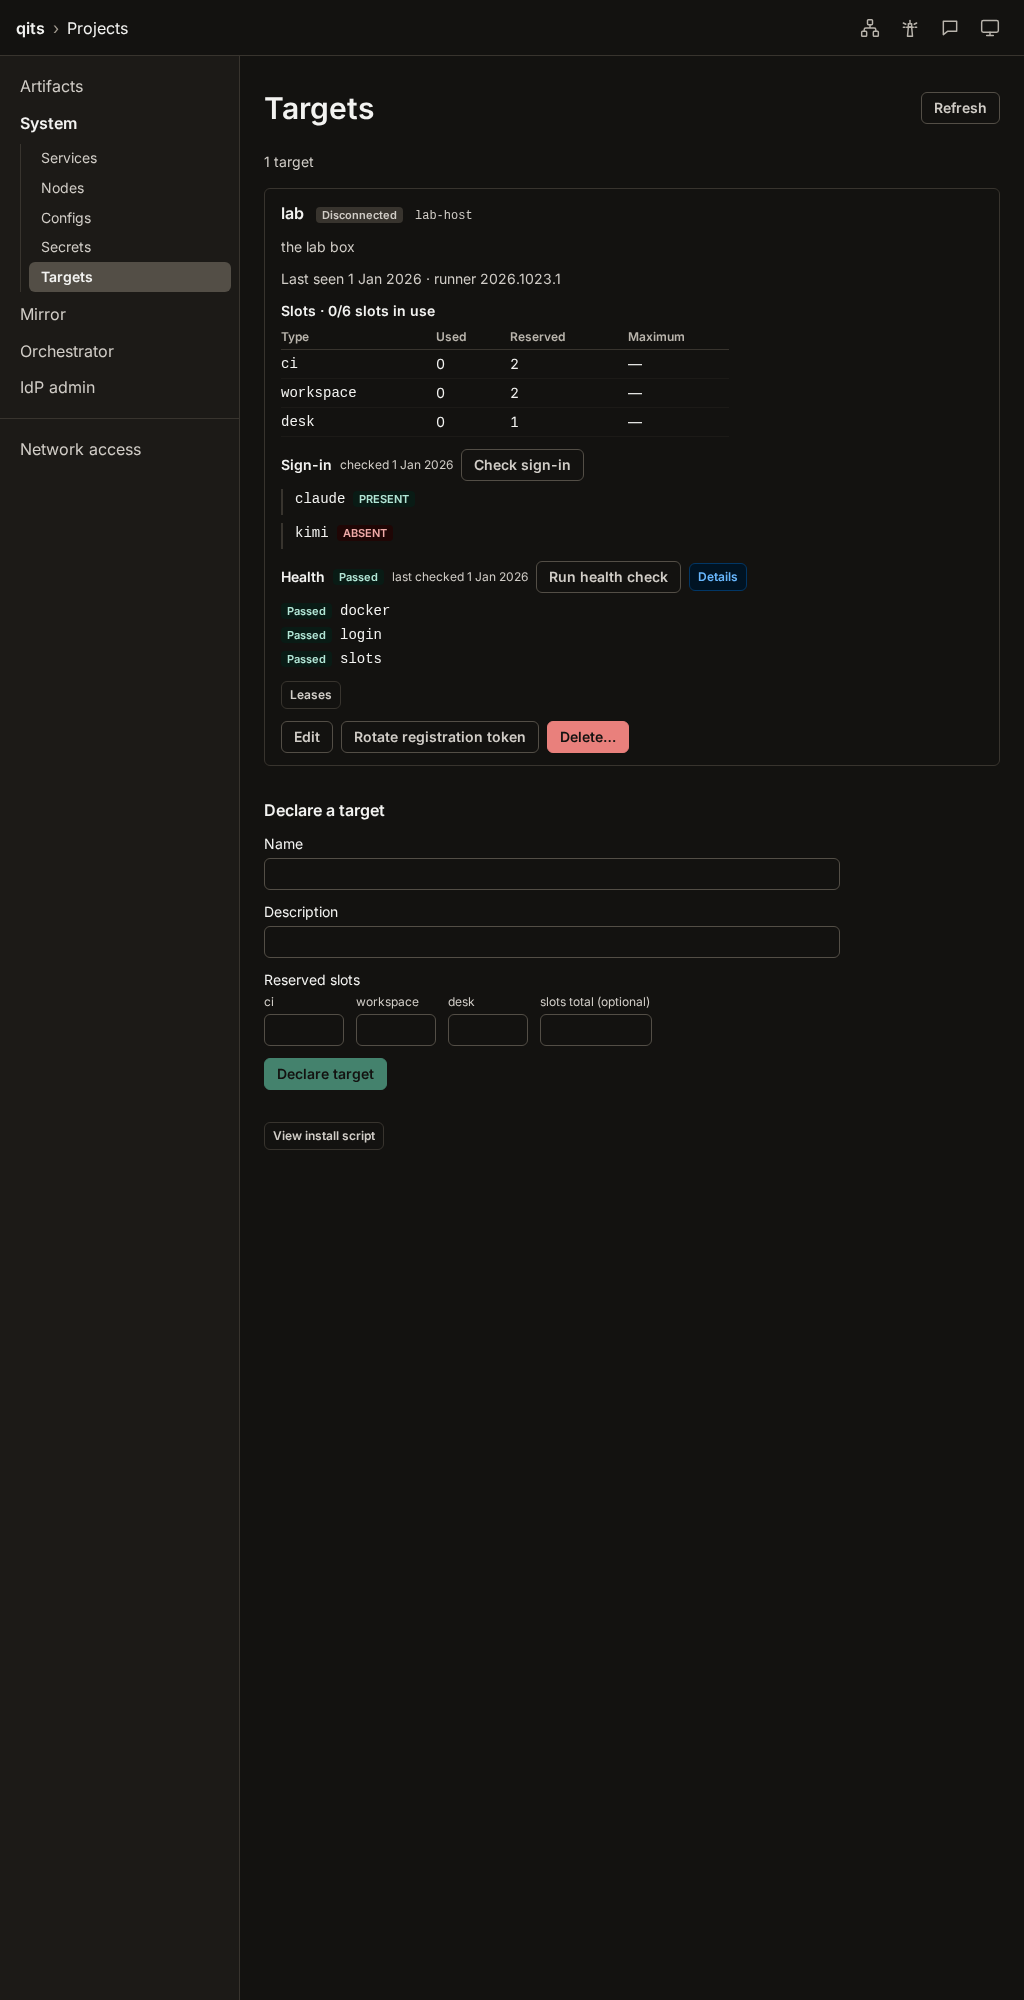 qits › Projects
Artifacts
System
Services
Nodes
Configs
Secrets
Targets
Mirror
Orchestrator
IdP admin
Network access
Targets
Refresh
1 target
lab Disconnected lab-host
the lab box
Last seen 1 Jan 2026 · runner 2026.1023.1
Slots · 0/6 slots in use
Type Used Reserved Maximum
ci 0 2 —
workspace 0 2 —
desk 0 1 —
Sign-in checked 1 Jan 2026 Check sign-in
claude PRESENT
kimi ABSENT
Health Passed last checked 1 Jan 2026 Run health check Details
Passed docker
Passed login
Passed slots
Leases
Edit Rotate registration token Delete…
Declare a target
Name
Description
Reserved slots
ci workspace desk slots total (optional)
Declare target
View install script